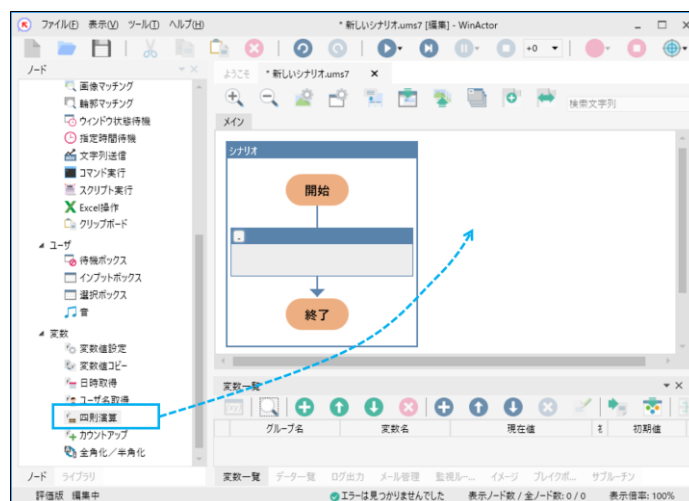 ファイル(F) 表示(V) ツール(T) ヘルプ(H)
* 新しいシナリオ.ums7 [編集] - WinActor
+0
ノード
画像マッチング
輪郭マッチング
ウィンドウ状態待機
指定時間待機
文字列送信
コマンド実行
スクリプト実行
Excel操作
クリップボード
ユーザ
待機ボックス
インプットボックス
選択ボックス
音
変数
変数値設定
変数値コピー
日時取得
ユーザ名取得
四則演算
カウントアップ
全角化／半角化
ノード ライブラリ
ようこそ * 新しいシナリオ.ums7
検索文字列
メイン
シナリオ
開始
終了
変数一覧
グループ名 変数名 現在値 初期値
変数一覧 データ一覧 ログ出力 メール管理 監視ルー... イメージ ブレイクポ... サブルーチン
評価版 編集中 エラーは見つかりませんでした 表示ノード数 / 全ノード数: 0 / 0 表示倍率: 100%